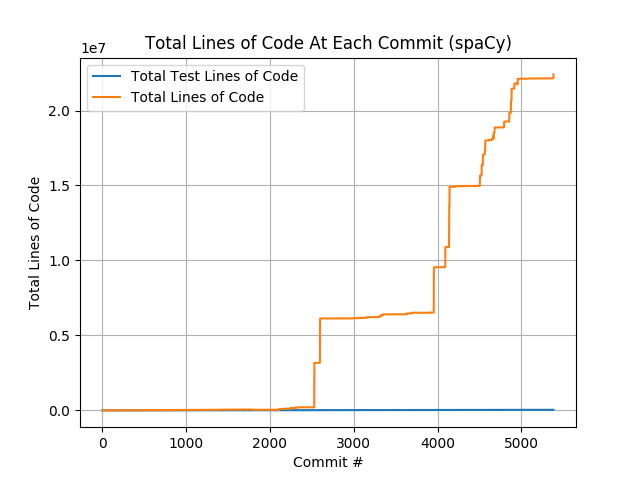 Total Lines of Code At Each Commit (spaCy)
1e7
Total Test Lines of Code
Total Lines of Code
2.0
1.5
1.0
0.5
0.0
Total Lines of Code
0 1000 2000 3000 4000 5000
Commit #